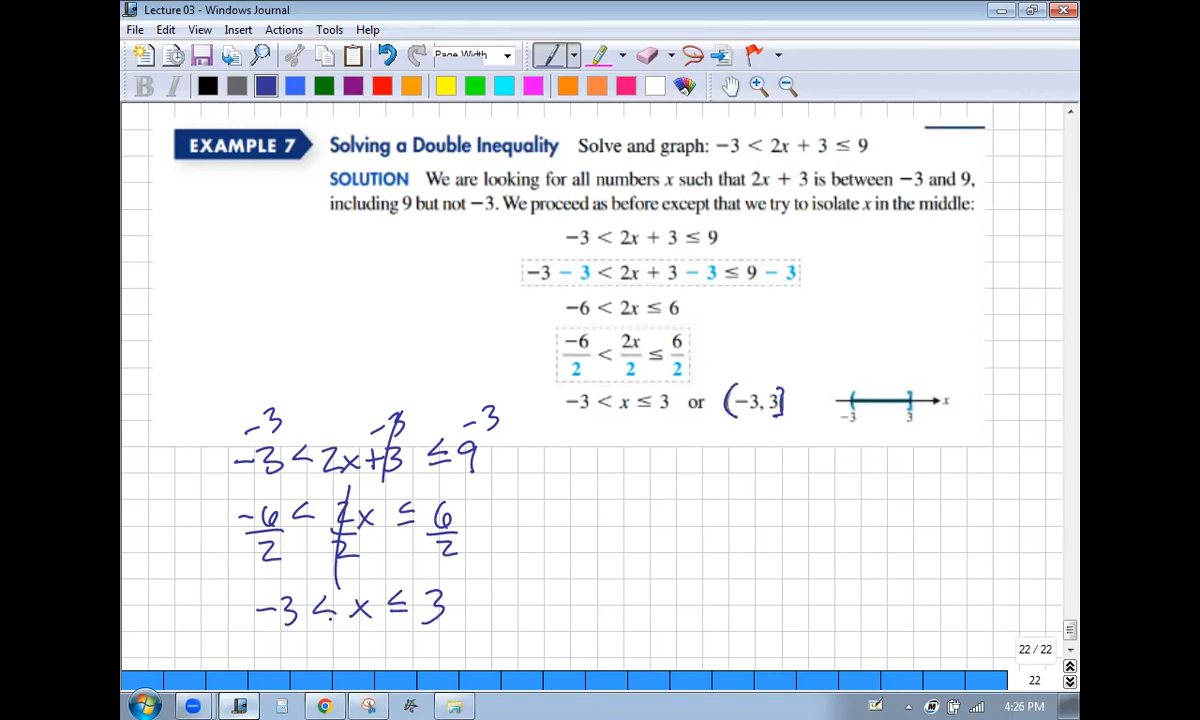 Lecture 03 - Windows Journal
File Edit View Insert Actions Tools Help
Page Width
B I
EXAMPLE 7 Solving a Double Inequality Solve and graph: −3 < 2x + 3 ≤ 9
SOLUTION We are looking for all numbers x such that 2x + 3 is between −3 and 9,
including 9 but not −3. We proceed as before except that we try to isolate x in the middle:
−3 < 2x + 3 ≤ 9
−3 − 3 < 2x + 3 − 3 ≤ 9 − 3
−6 < 2x ≤ 6
−6/2 < 2x/2 ≤ 6/2
−3 < x ≤ 3 or (−3, 3]
( ] x
−3 3
−3 −3 −3
−3 < 2x+3 ≤ 9
−6/2 < 2x/2 ≤ 6/2
−3 < x ≤ 3
22 / 22
22
4:26 PM